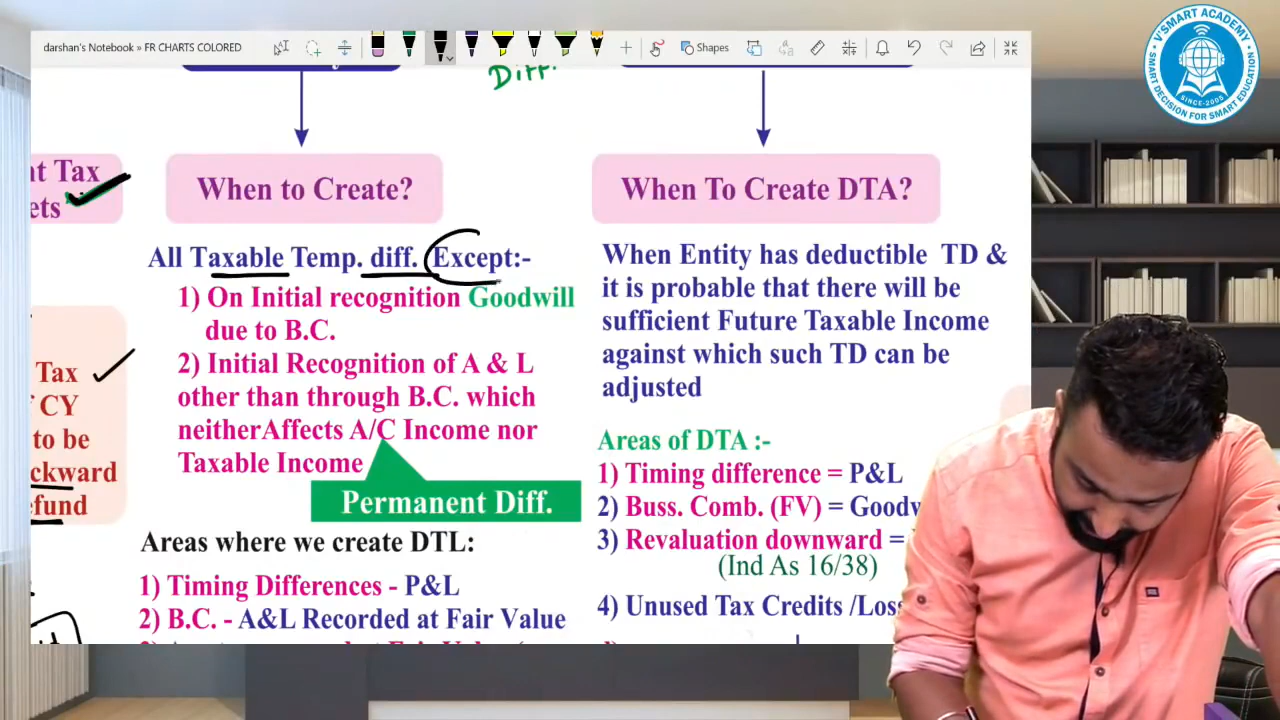 darshan's Notebook » FR CHARTS COLORED
Shapes
V'SMART ACADEMY
SINCE-2005
SMART DECISION FOR SMART EDUCATION
Diff.
Tax
When to Create?
When To Create DTA?
All Taxable Temp. diff. Except:-
1) On Initial recognition Goodwill
due to B.C.
2) Initial Recognition of A & L
other than through B.C. which
neitherAffects A/C Income nor
Taxable Income
Permanent Diff.
Areas where we create DTL:
1) Timing Differences - P&L
2) B.C. - A&L Recorded at Fair Value
When Entity has deductible TD &
it is probable that there will be
sufficient Future Taxable Income
against which such TD can be
adjusted
Areas of DTA :-
1) Timing difference = P&L
2) Buss. Comb. (FV) = Goodw
3) Revaluation downward =
(Ind As 16/38)
4) Unused Tax Credits /Loss
Tax
CY
to be
ckward
efund